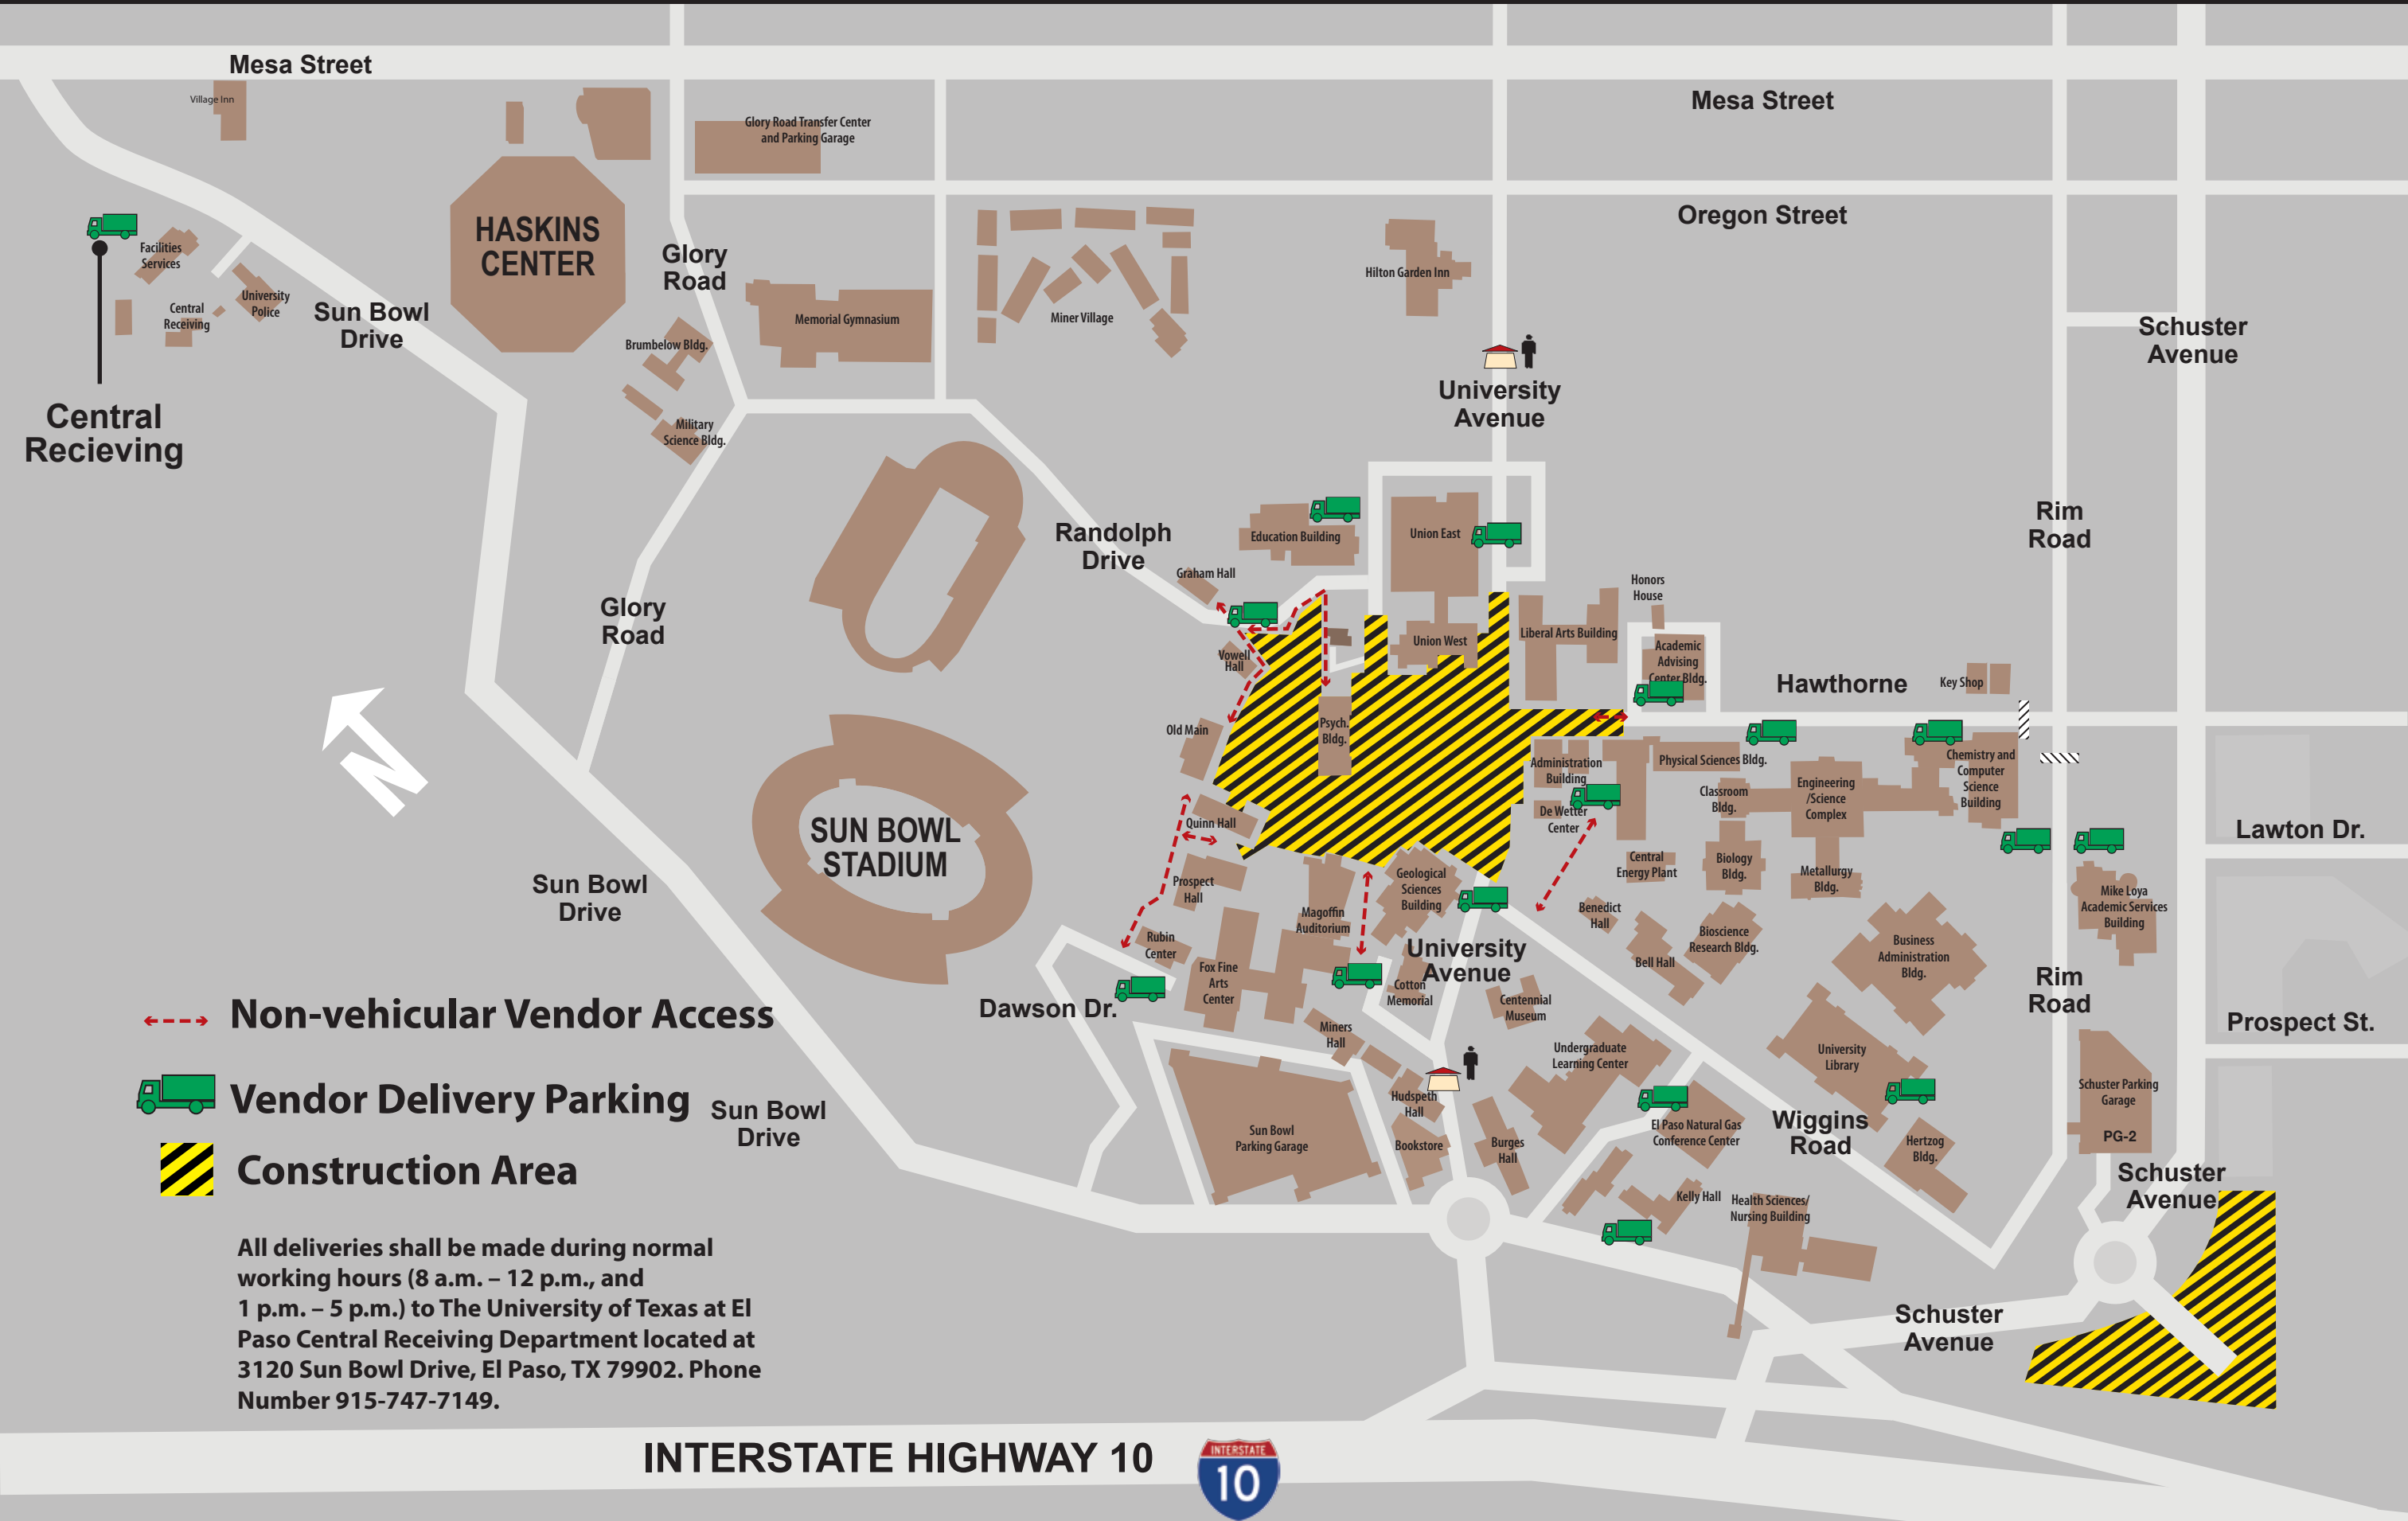 Mesa Street
Village Inn
Mesa Street
Glory Road Transfer Center
and Parking Garage
Oregon Street
HASKINS
CENTER
Glory
Road
Facilities
Services
University
Police
Central
Receiving
Sun Bowl
Drive
Memorial Gymnasium
Miner Village
Hilton Garden Inn
Schuster
Avenue
Brumbelow Bldg.
University
Avenue
Central
Recieving
Military
Science Bldg.
Randolph
Drive
Education Building
Union East
Rim
Road
Graham Hall
Honors
House
Glory
Road
Vowell
Hall
Union West
Liberal Arts Building
Academic
Advising
Center Bldg.
Hawthorne
Key Shop
Old Main
Psych.
Bldg.
N
Administration
Building
Physical Sciences Bldg.
Chemistry and
Computer
Science
Building
Classroom
Bldg.
Engineering
/Science
Complex
De Wetter
Center
Quinn Hall
SUN BOWL
STADIUM
Lawton Dr.
Central
Energy Plant
Biology
Bldg.
Metallurgy
Bldg.
Sun Bowl
Drive
Prospect
Hall
Geological
Sciences
Building
Magoffin
Auditorium
Benedict
Hall
Mike Loya
Academic Services
Building
Rubin
Center
University
Avenue
Bell Hall
Bioscience
Research Bldg.
Business
Administration
Bldg.
Fox Fine
Arts
Center
Cotton
Memorial
Centennial
Museum
Rim
Road
Dawson Dr.
Prospect St.
Non-vehicular Vendor Access
Miners
Hall
Undergraduate
Learning Center
University
Library
Schuster Parking
Garage
PG-2
Vendor Delivery Parking
Sun Bowl
Drive
Hudspeth
Hall
Sun Bowl
Parking Garage
Bookstore
Burges
Hall
El Paso Natural Gas
Conference Center
Wiggins
Road
Hertzog
Bldg.
Construction Area
Kelly Hall
Health Sciences/
Nursing Building
Schuster
Avenue
All deliveries shall be made during normal
working hours (8 a.m. – 12 p.m., and
1 p.m. – 5 p.m.) to The University of Texas at El
Paso Central Receiving Department located at
3120 Sun Bowl Drive, El Paso, TX 79902. Phone
Number 915-747-7149.
Schuster
Avenue
INTERSTATE HIGHWAY 10
INTERSTATE
10